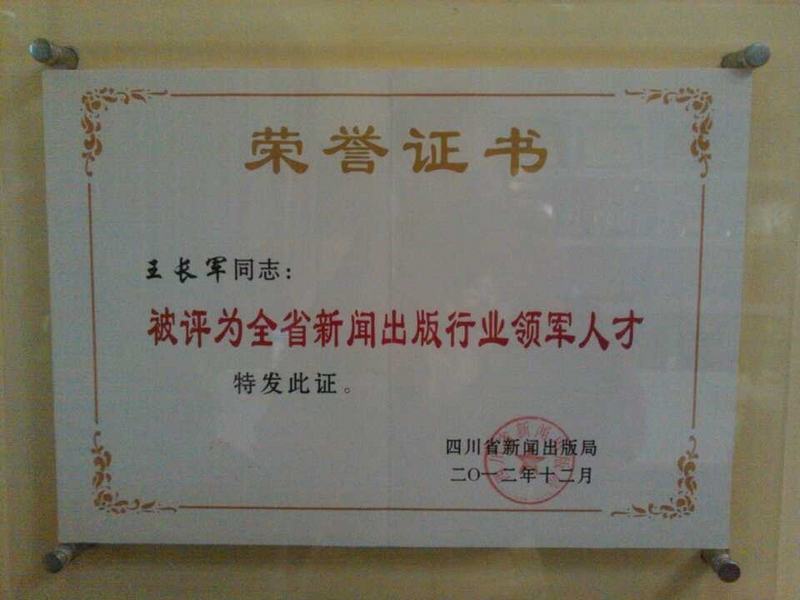 荣誉证书
王长军同志：
被评为全省新闻出版行业领军人才
特发此证。
四川省新闻出版局
二〇一二年十二月